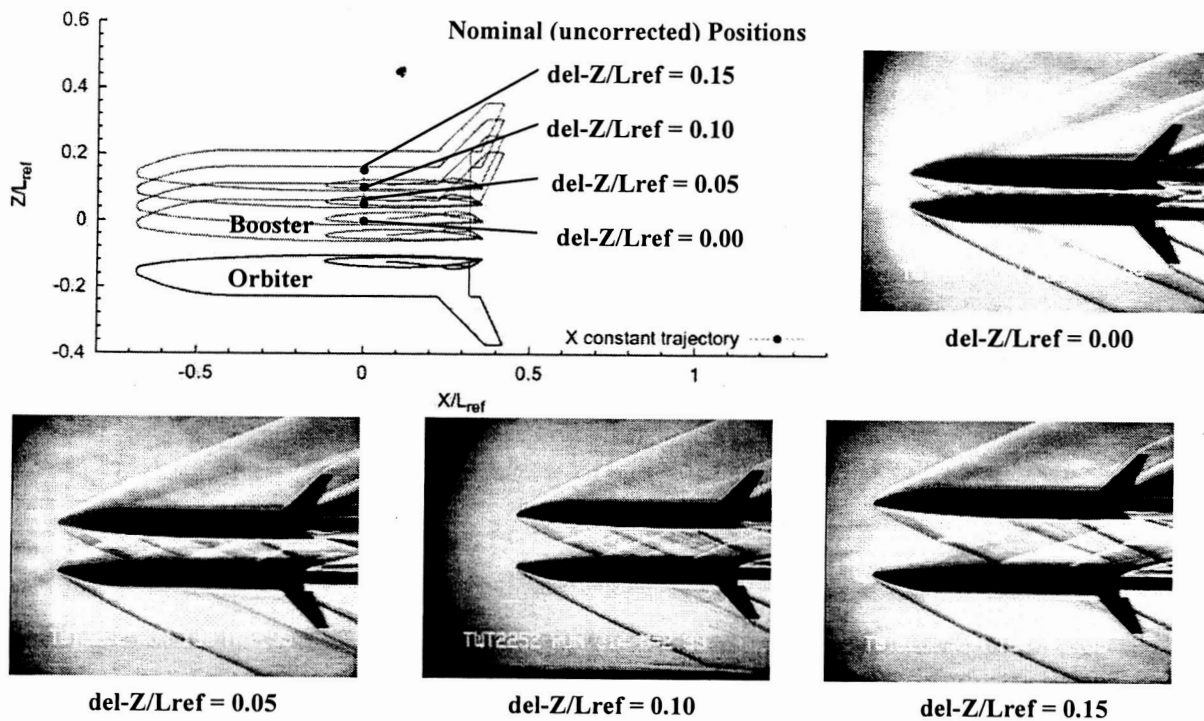 Nominal (uncorrected) Positions
del-Z/Lref = 0.15
del-Z/Lref = 0.10
del-Z/Lref = 0.05
del-Z/Lref = 0.00
Z/Lref
0.6
0.4
0.2
0
-0.2
-0.4
Booster
Orbiter
X constant trajectory
-0.5
0
0.5
1
X/Lref
del-Z/Lref = 0.00
del-Z/Lref = 0.05
TWT2252
del-Z/Lref = 0.10
del-Z/Lref = 0.15